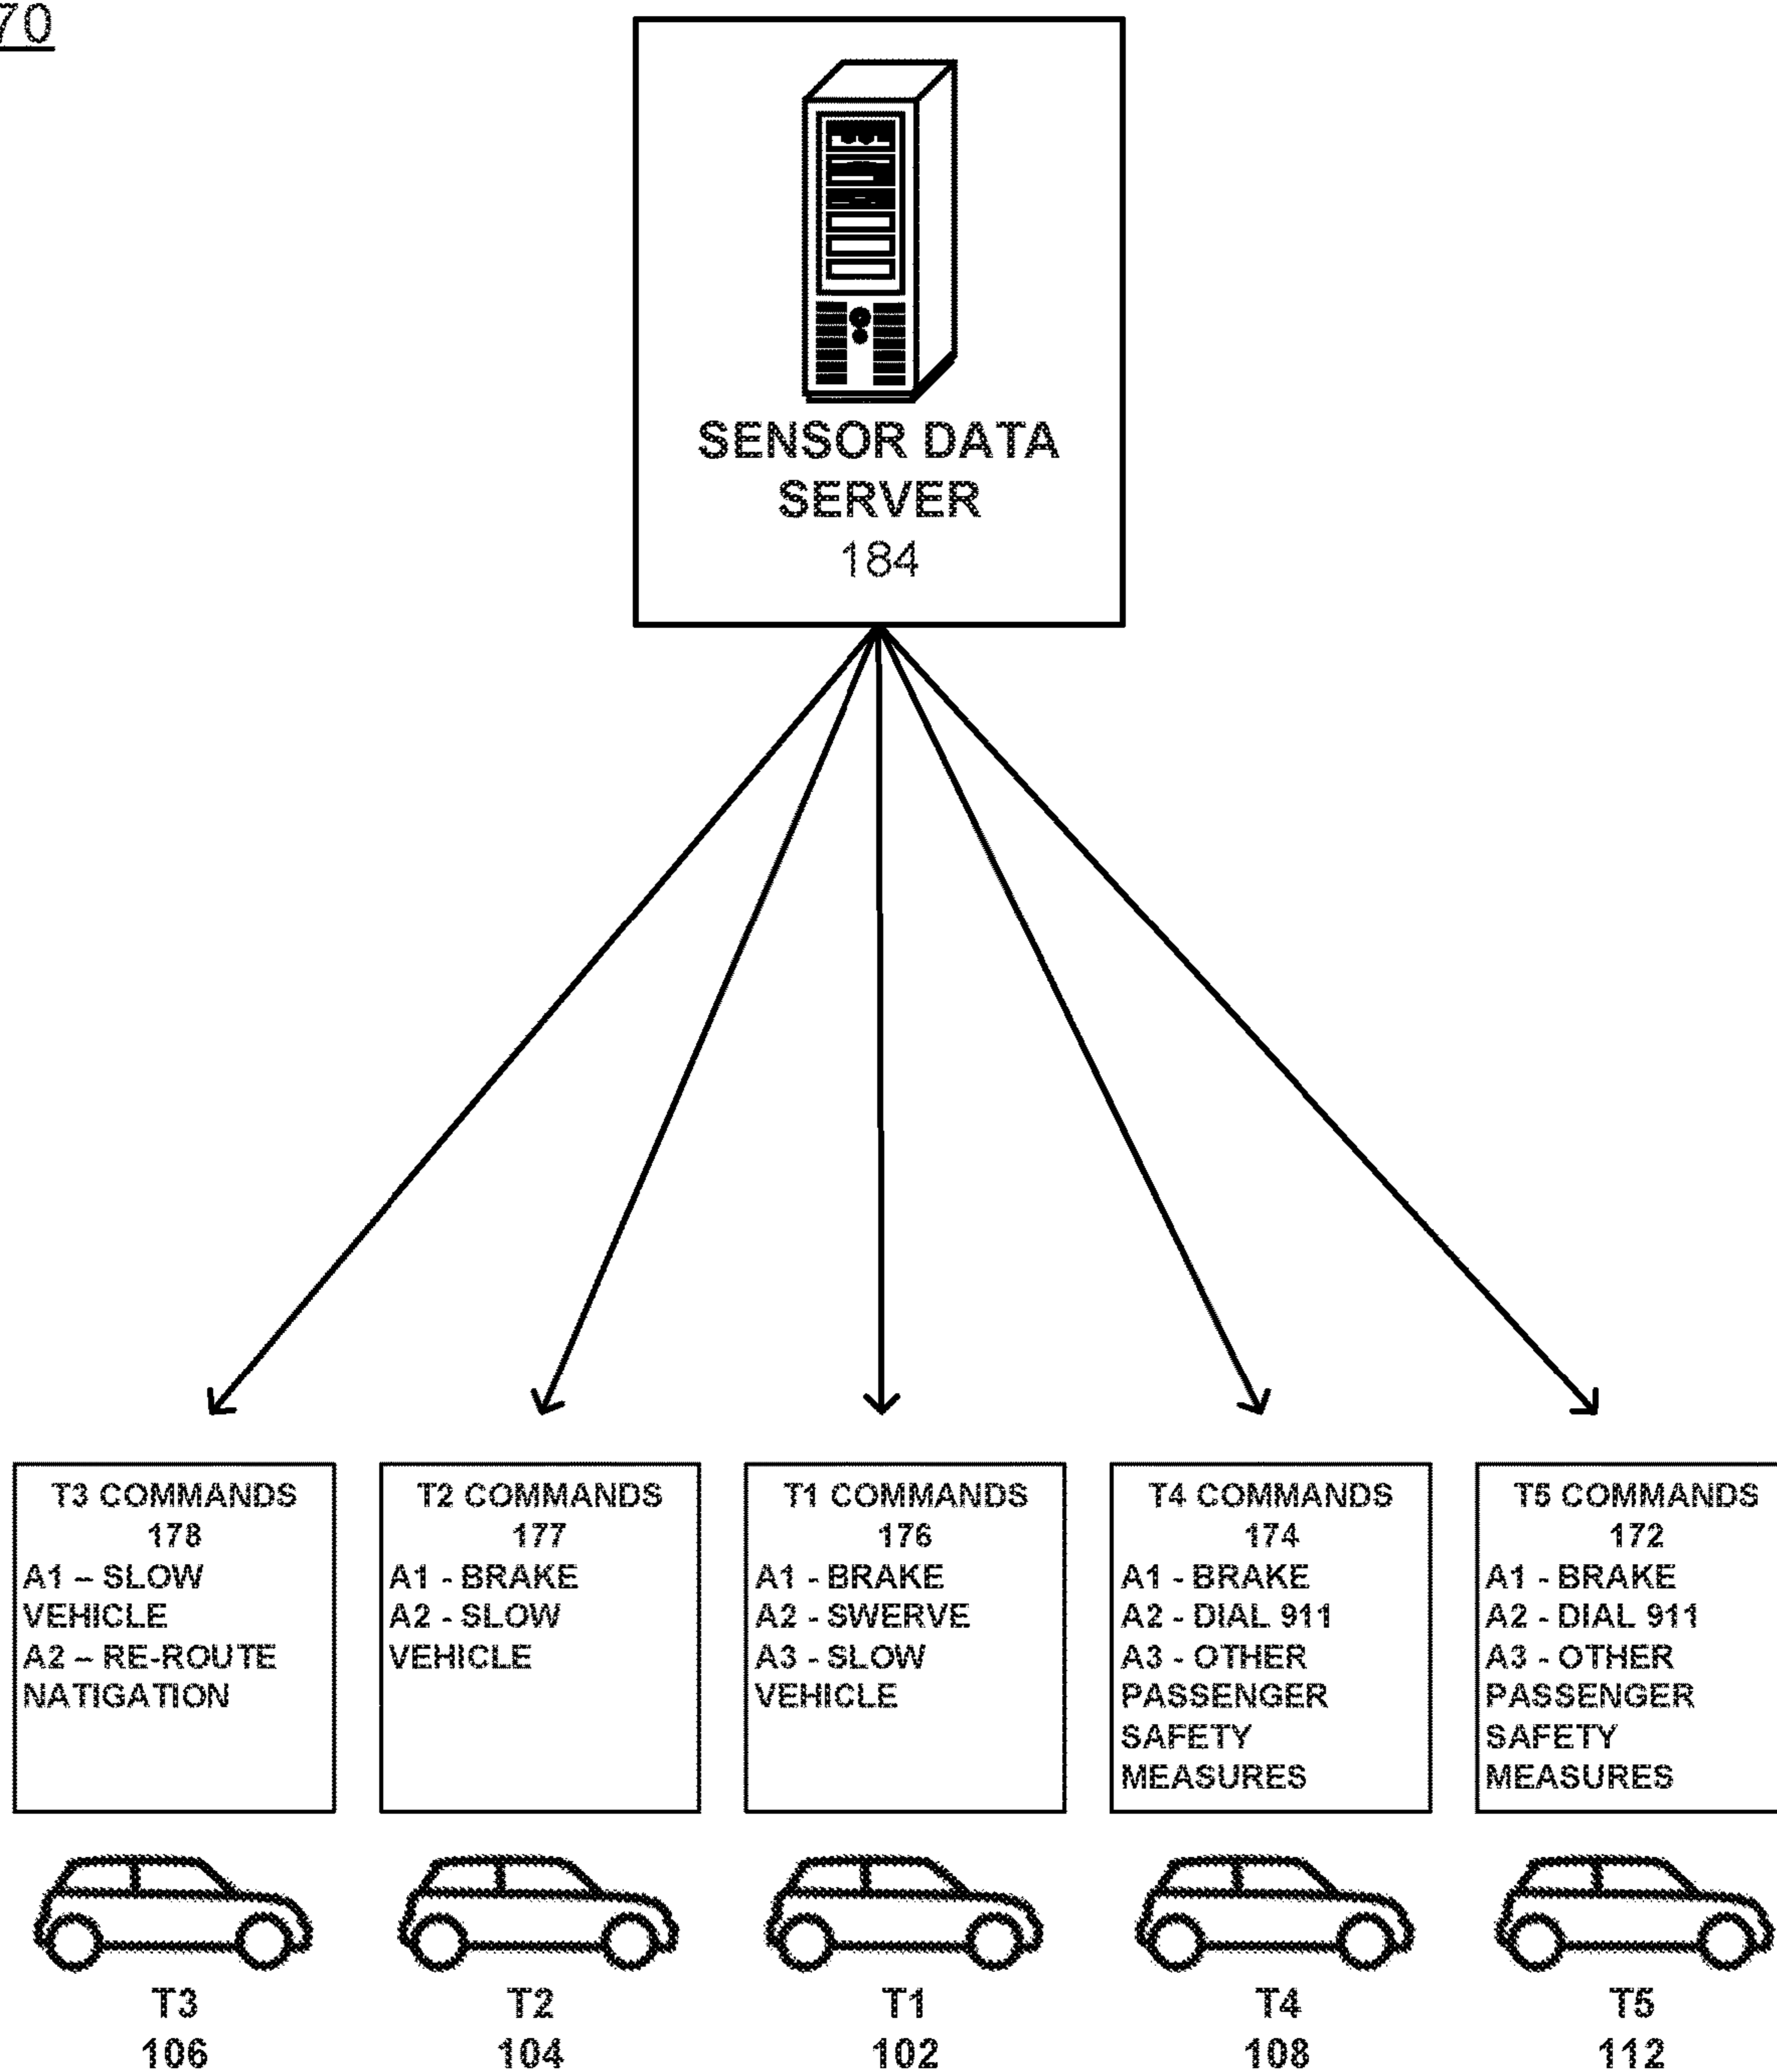 70
SENSOR DATA
SERVER
184
T3 COMMANDS
178
A1 – SLOW
VEHICLE
A2 – RE-ROUTE
NATIGATION
T2 COMMANDS
177
A1 - BRAKE
A2 - SLOW
VEHICLE
T1 COMMANDS
176
A1 - BRAKE
A2 - SWERVE
A3 - SLOW
VEHICLE
T4 COMMANDS
174
A1 - BRAKE
A2 - DIAL 911
A3 - OTHER
PASSENGER
SAFETY
MEASURES
T5 COMMANDS
172
A1 - BRAKE
A2 - DIAL 911
A3 - OTHER
PASSENGER
SAFETY
MEASURES
T3
106
T2
104
T1
102
T4
108
T5
112